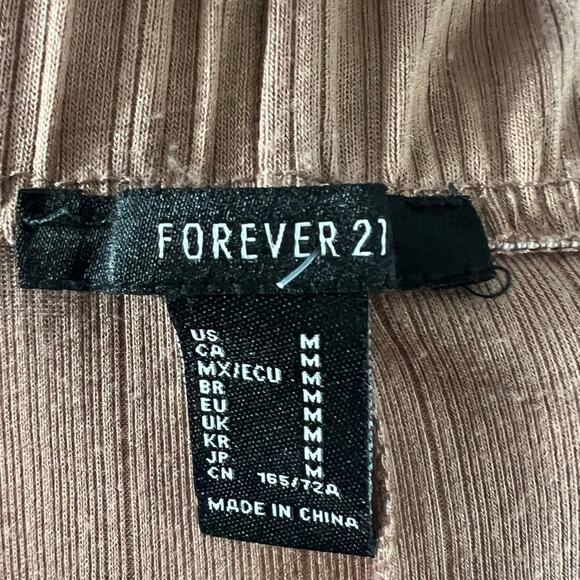 FOREVER 21
US M
CA M
MX/ECU M
BR M
EU M
UK M
KR M
JP M
CN 165/72A
MADE IN CHINA